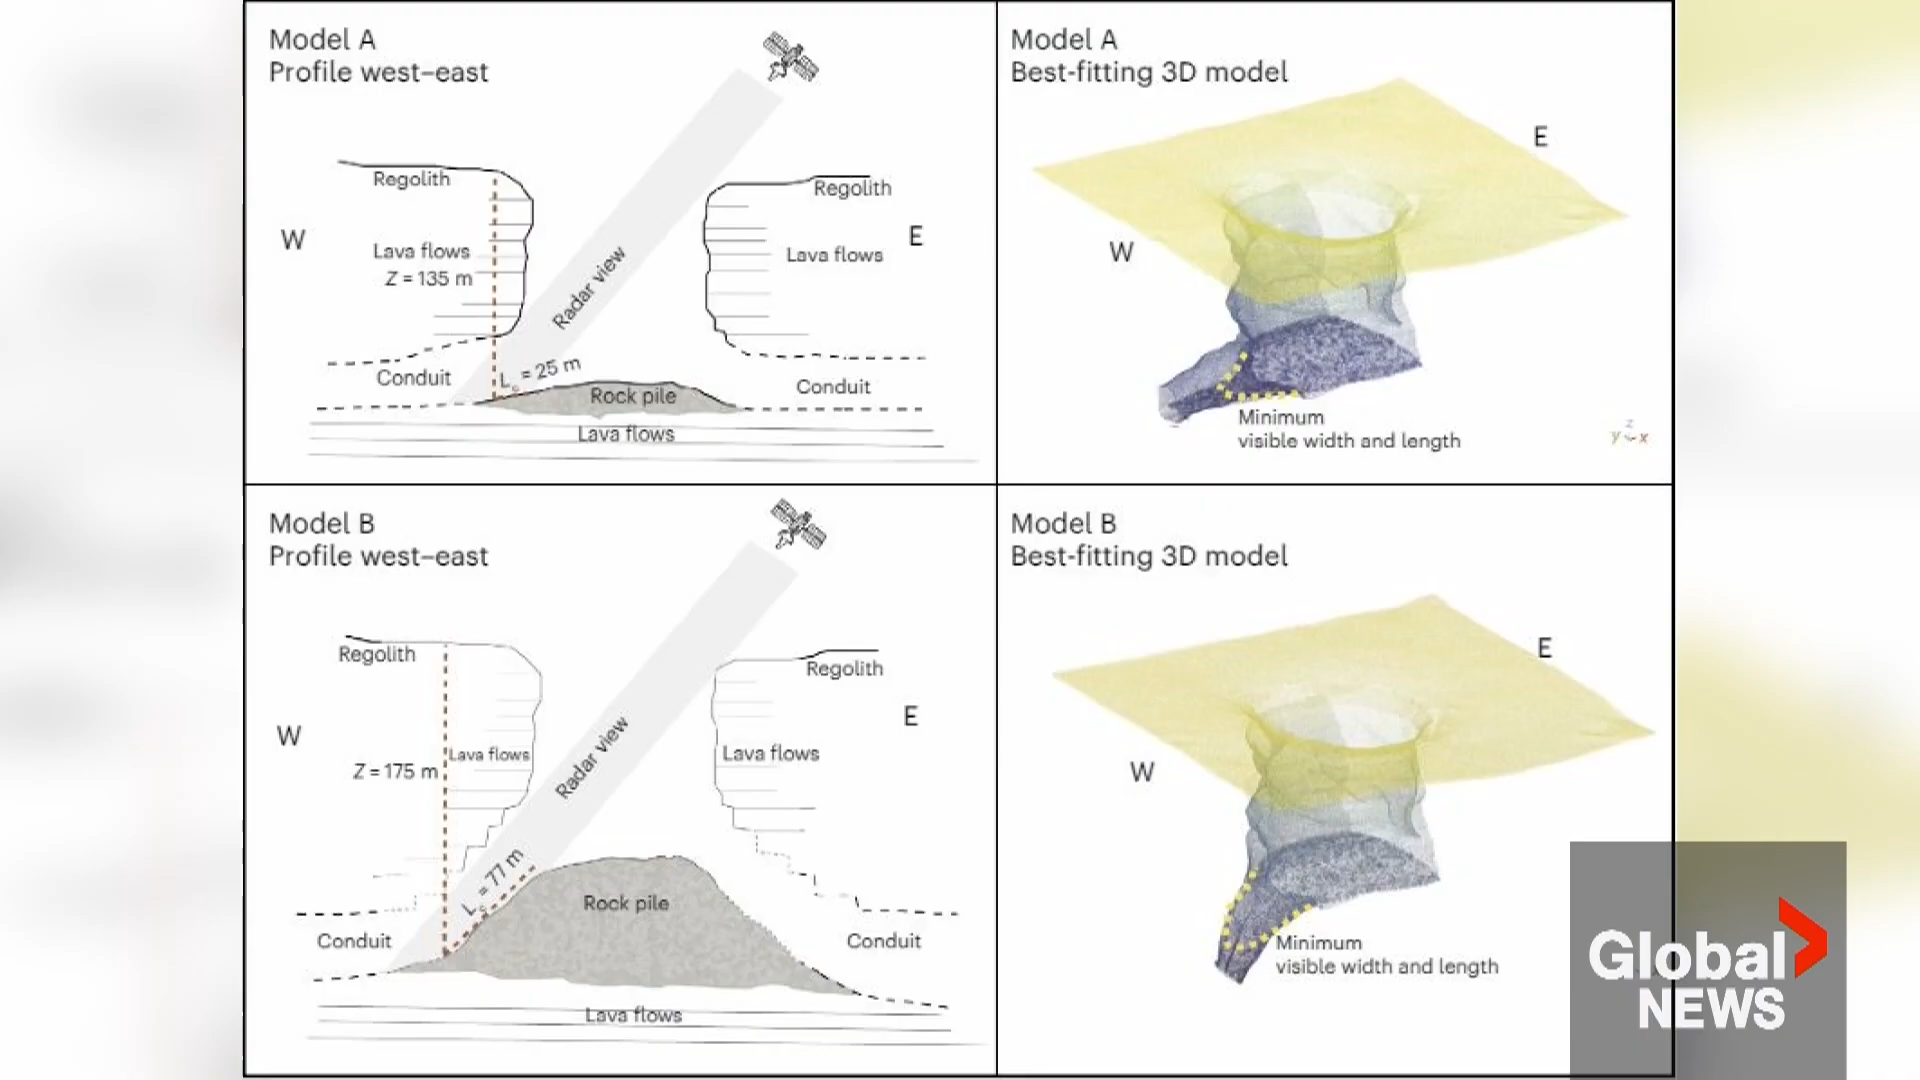 Model A
Profile west–east
Regolith
Regolith
W
Lava flows
Z = 135 m
Radar view
Lava flows
E
Conduit
Lc = 25 m
Rock pile
Conduit
Lava flows
Model A
Best-fitting 3D model
E
W
Minimum
visible width and length
z
y x
Model B
Profile west–east
Regolith
Regolith
W
Z = 175 m
Lava flows
Radar view
Lava flows
E
Lc = 77 m
Rock pile
Conduit
Conduit
Lava flows
Model B
Best-fitting 3D model
E
W
Minimum
visible width and length
Global
NEWS